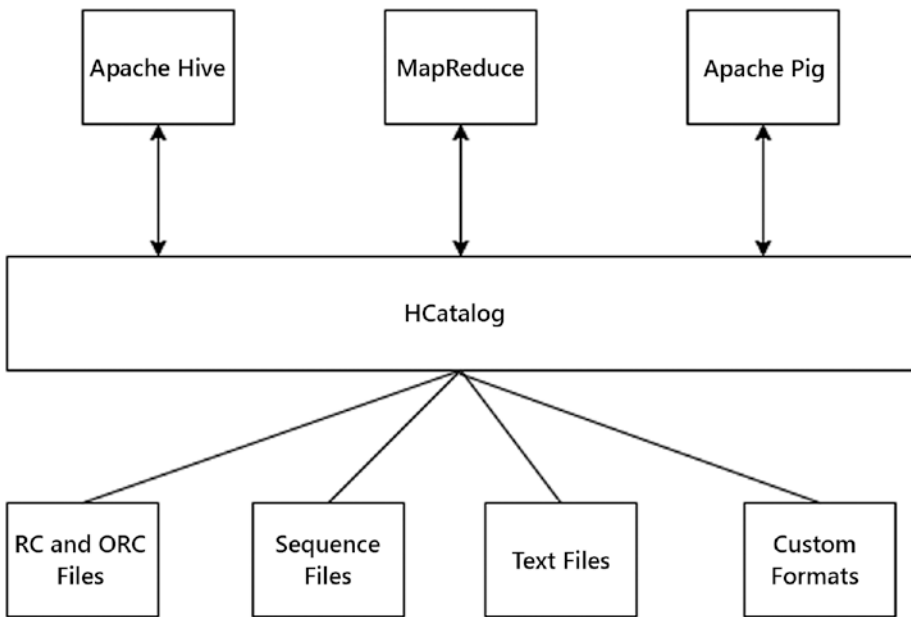 Apache Hive
MapReduce
Apache Pig
HCatalog
RC and ORC
Files
Sequence
Files
Text Files
Custom
Formats